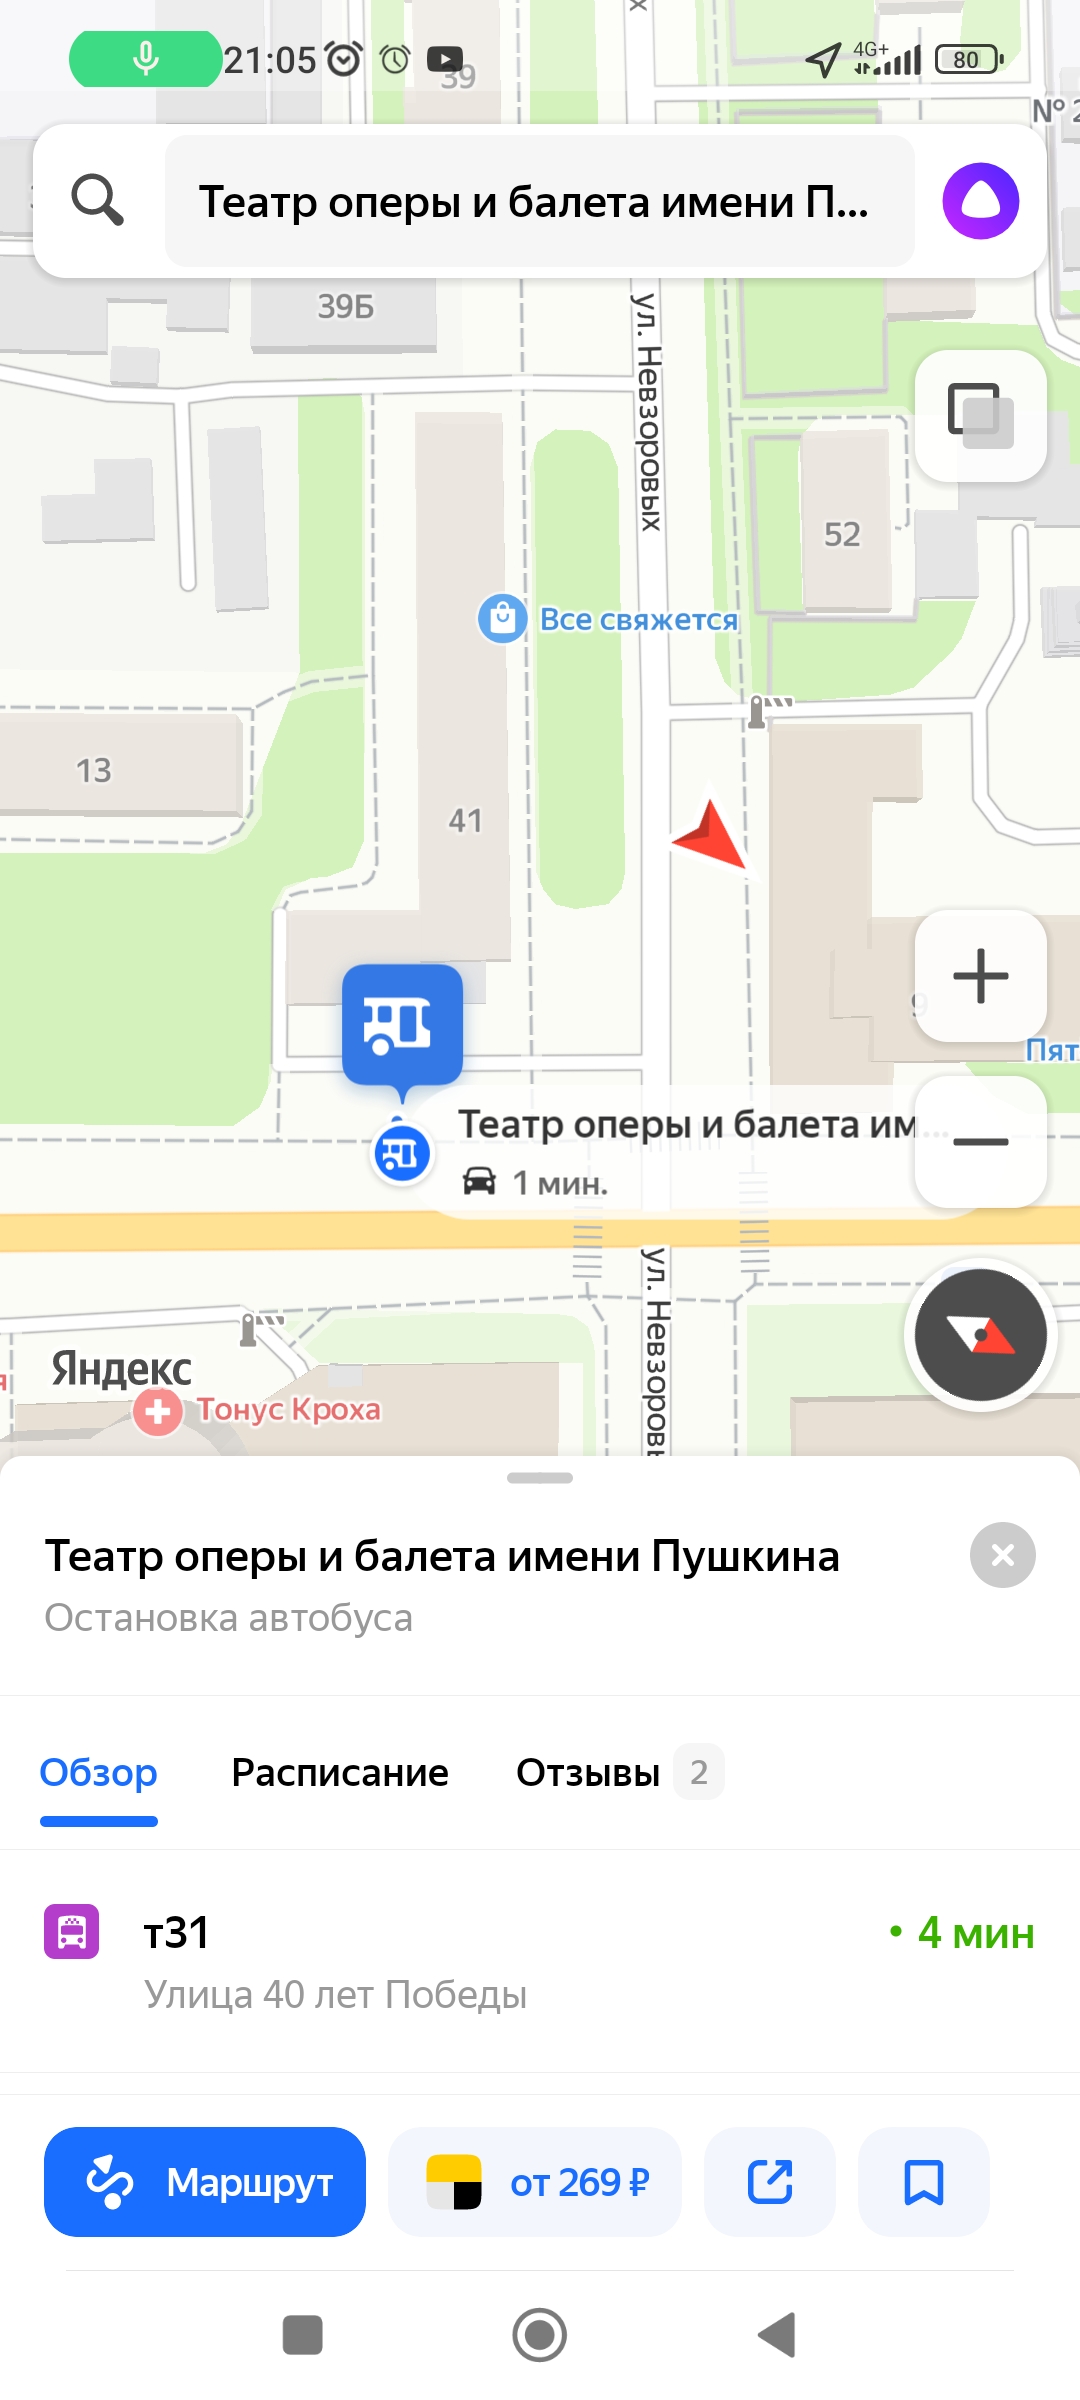 21:05
4G+
80
39
№ 2
Театр оперы и балета имени П...
39Б
ул. Невзоровых
52
Все свяжется
13
41
9
Пят
Театр оперы и балета им...
1 мин.
ул. Невзоровы
Яндекс
Тонус Кроха
Театр оперы и балета имени Пушкина
Остановка автобуса
Обзор
Расписание
Отзывы 2
т31
• 4 мин
Улица 40 лет Победы
Маршрут
от 269 ₽